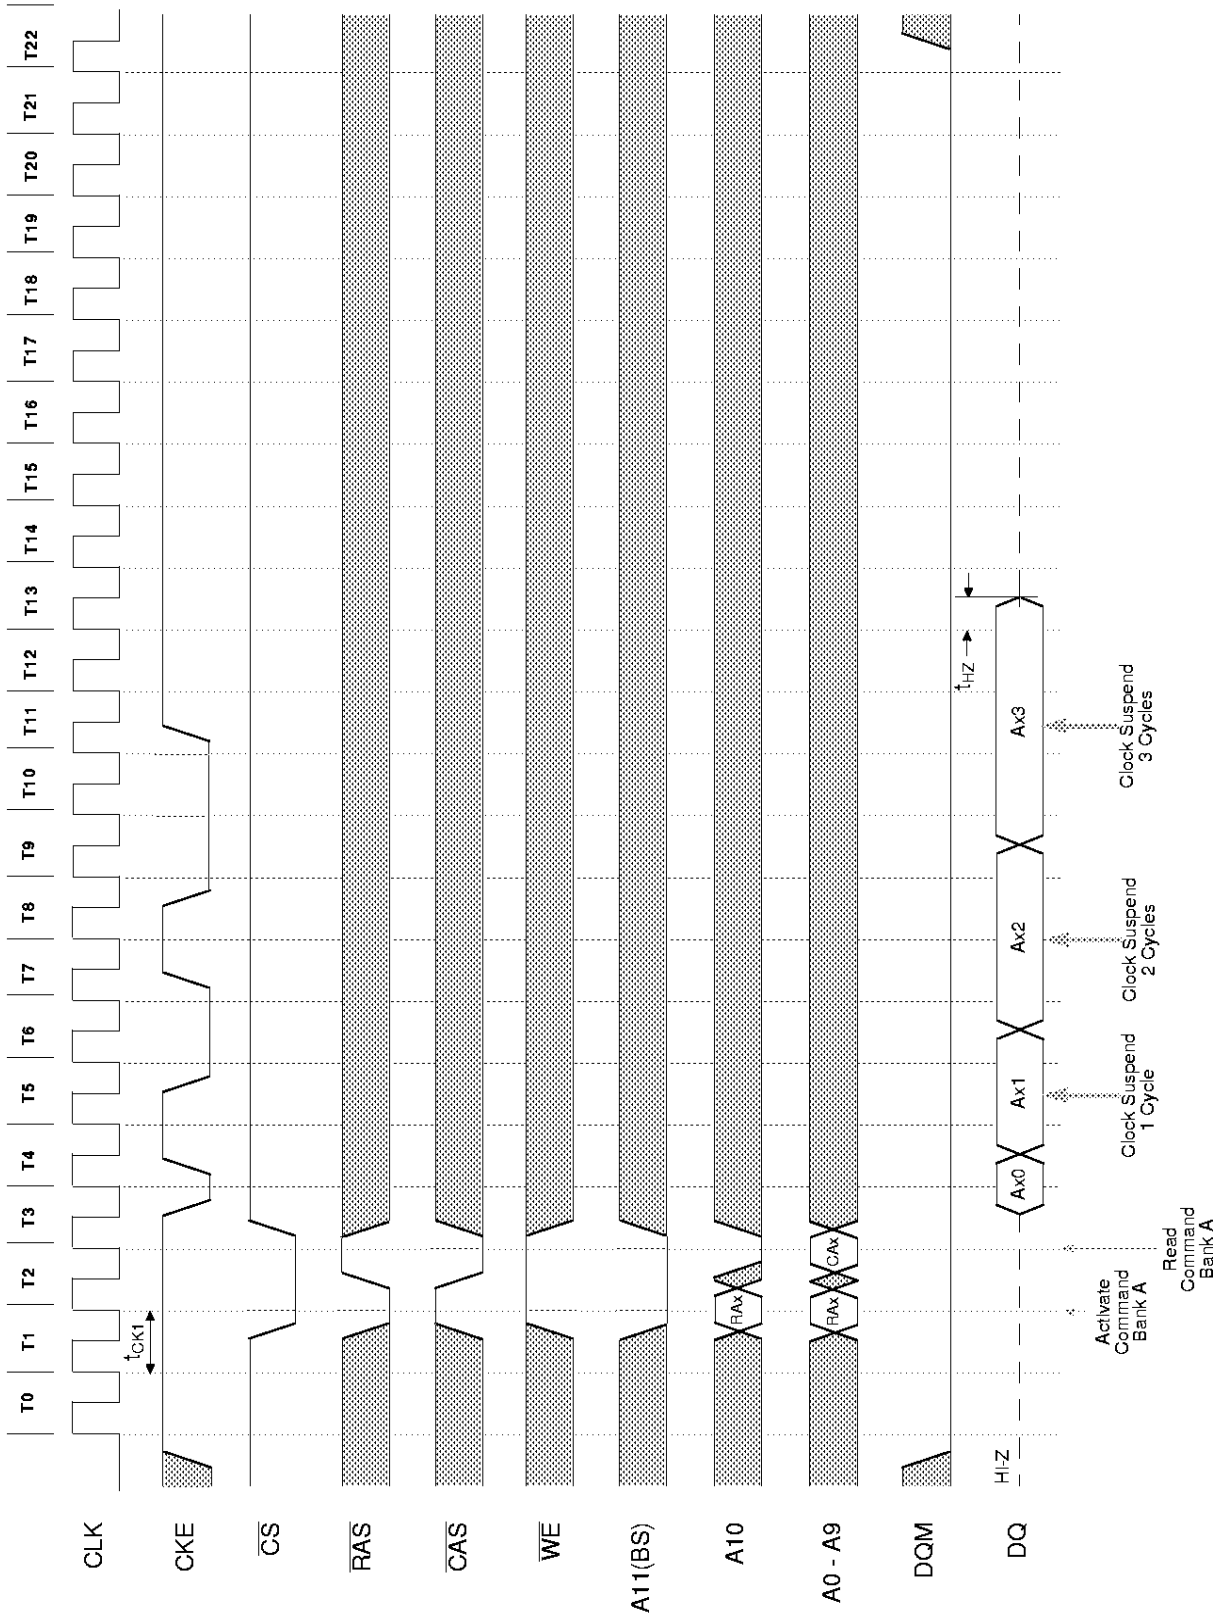 T0 T1 T2 T3 T4 T5 T6 T7 T8 T9 T10 T11 T12 T13 T14 T15 T16 T17 T18 T19 T20 T21 T22
CLK
tCK1
CKE
CS
RAS
CAS
WE
A11(BS)
A10
RAx
A0 - A9
RAx CAx
DQM
tHZ
DQ
HI-Z
Ax0 Ax1 Ax2 Ax3
Activate
Command
Bank A
Read
Command
Bank A
Clock Suspend
1 Cycle
Clock Suspend
2 Cycles
Clock Suspend
3 Cycles